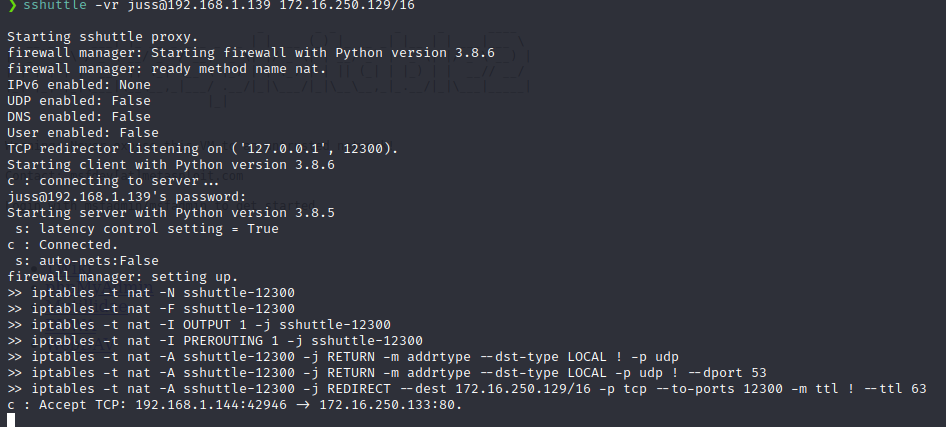 ❯ sshuttle -vr juss@192.168.1.139 172.16.250.129/16
Starting sshuttle proxy.
firewall manager: Starting firewall with Python version 3.8.6
firewall manager: ready method name nat.
IPv6 enabled: None
UDP enabled: False
DNS enabled: False
User enabled: False
TCP redirector listening on ('127.0.0.1', 12300).
Starting client with Python version 3.8.6
c : connecting to server...
juss@192.168.1.139's password:
Starting server with Python version 3.8.5
 s: latency control setting = True
c : Connected.
 s: auto-nets:False
firewall manager: setting up.
>> iptables -t nat -N sshuttle-12300
>> iptables -t nat -F sshuttle-12300
>> iptables -t nat -I OUTPUT 1 -j sshuttle-12300
>> iptables -t nat -I PREROUTING 1 -j sshuttle-12300
>> iptables -t nat -A sshuttle-12300 -j RETURN -m addrtype --dst-type LOCAL ! -p udp
>> iptables -t nat -A sshuttle-12300 -j RETURN -m addrtype --dst-type LOCAL -p udp ! --dport 53
>> iptables -t nat -A sshuttle-12300 -j REDIRECT --dest 172.16.250.129/16 -p tcp --to-ports 12300 -m ttl ! --ttl 63
c : Accept TCP: 192.168.1.144:42946 -> 172.16.250.133:80.